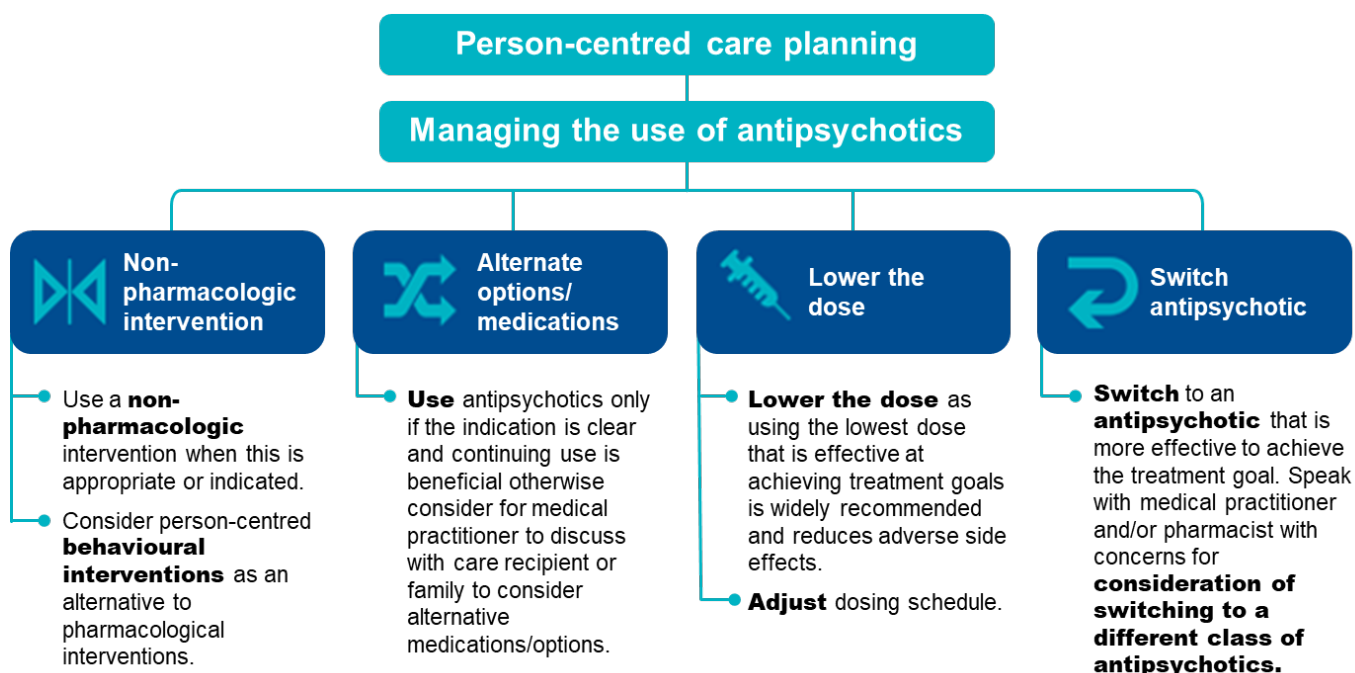 Person-centred care planning
Managing the use of antipsychotics
Non-
pharmacologic
intervention
Use a non-
pharmacologic
intervention when this is
appropriate or indicated.
Consider person-centred
behavioural
interventions as an
alternative to
pharmacological
interventions.
Alternate
options/
medications
Use antipsychotics only
if the indication is clear
and continuing use is
beneficial otherwise
consider for medical
practitioner to discuss
with care recipient or
family to consider
alternative
medications/options.
Lower the
dose
Lower the dose as
using the lowest dose
that is effective at
achieving treatment goals
is widely recommended
and reduces adverse side
effects.
Adjust dosing schedule.
Switch
antipsychotic
Switch to an
antipsychotic that is
more effective to achieve
the treatment goal. Speak
with medical practitioner
and/or pharmacist with
concerns for
consideration of
switching to a
different class of
antipsychotics.